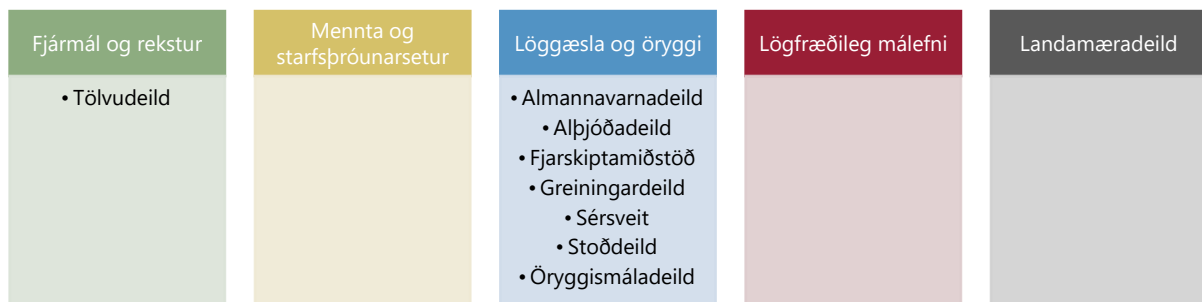 Fjármál og rekstur
• Tölvudeild
Mennta og
starfsþróunarsetur
Löggæsla og öryggi
• Almannavarnadeild
• Alþjóðadeild
• Fjarskiptamiðstöð
• Greiningardeild
• Sérsveit
• Stoðdeild
• Öryggismáladeild
Lögfræðileg málefni
Landamæradeild